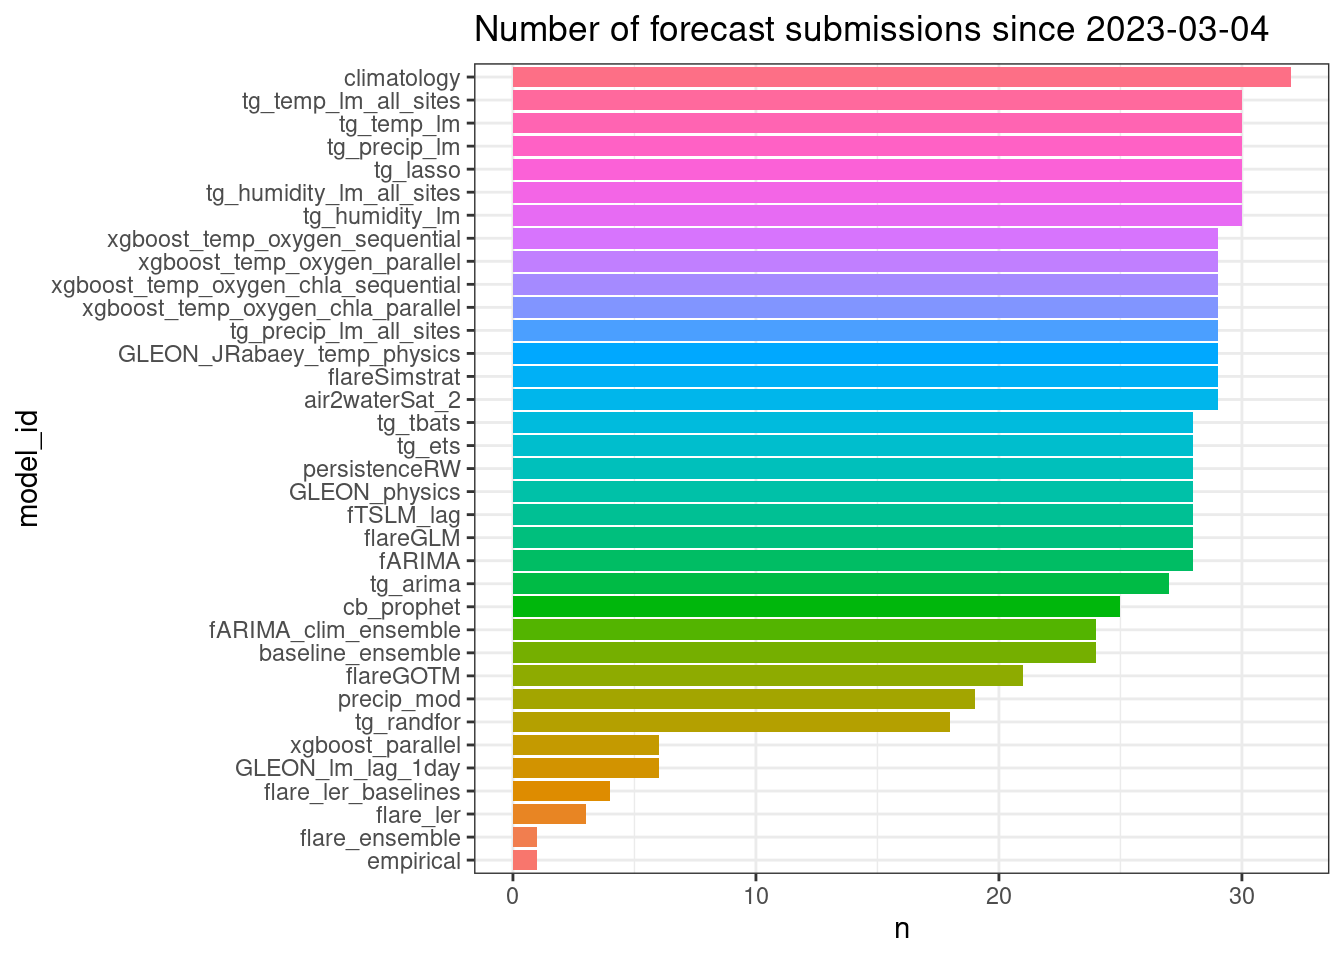 Number of forecast submissions since 2023-03-04
climatology
tg_temp_lm_all_sites
tg_temp_lm
tg_precip_lm
tg_lasso
tg_humidity_lm_all_sites
tg_humidity_lm
xgboost_temp_oxygen_sequential
xgboost_temp_oxygen_parallel
xgboost_temp_oxygen_chla_sequential
xgboost_temp_oxygen_chla_parallel
tg_precip_lm_all_sites
GLEON_JRabaey_temp_physics
flareSimstrat
air2waterSat_2
tg_tbats
tg_ets
persistenceRW
GLEON_physics
fTSLM_lag
flareGLM
fARIMA
tg_arima
cb_prophet
fARIMA_clim_ensemble
baseline_ensemble
flareGOTM
precip_mod
tg_randfor
xgboost_parallel
GLEON_lm_lag_1day
flare_ler_baselines
flare_ler
flare_ensemble
empirical
model_id
0 10 20 30
n